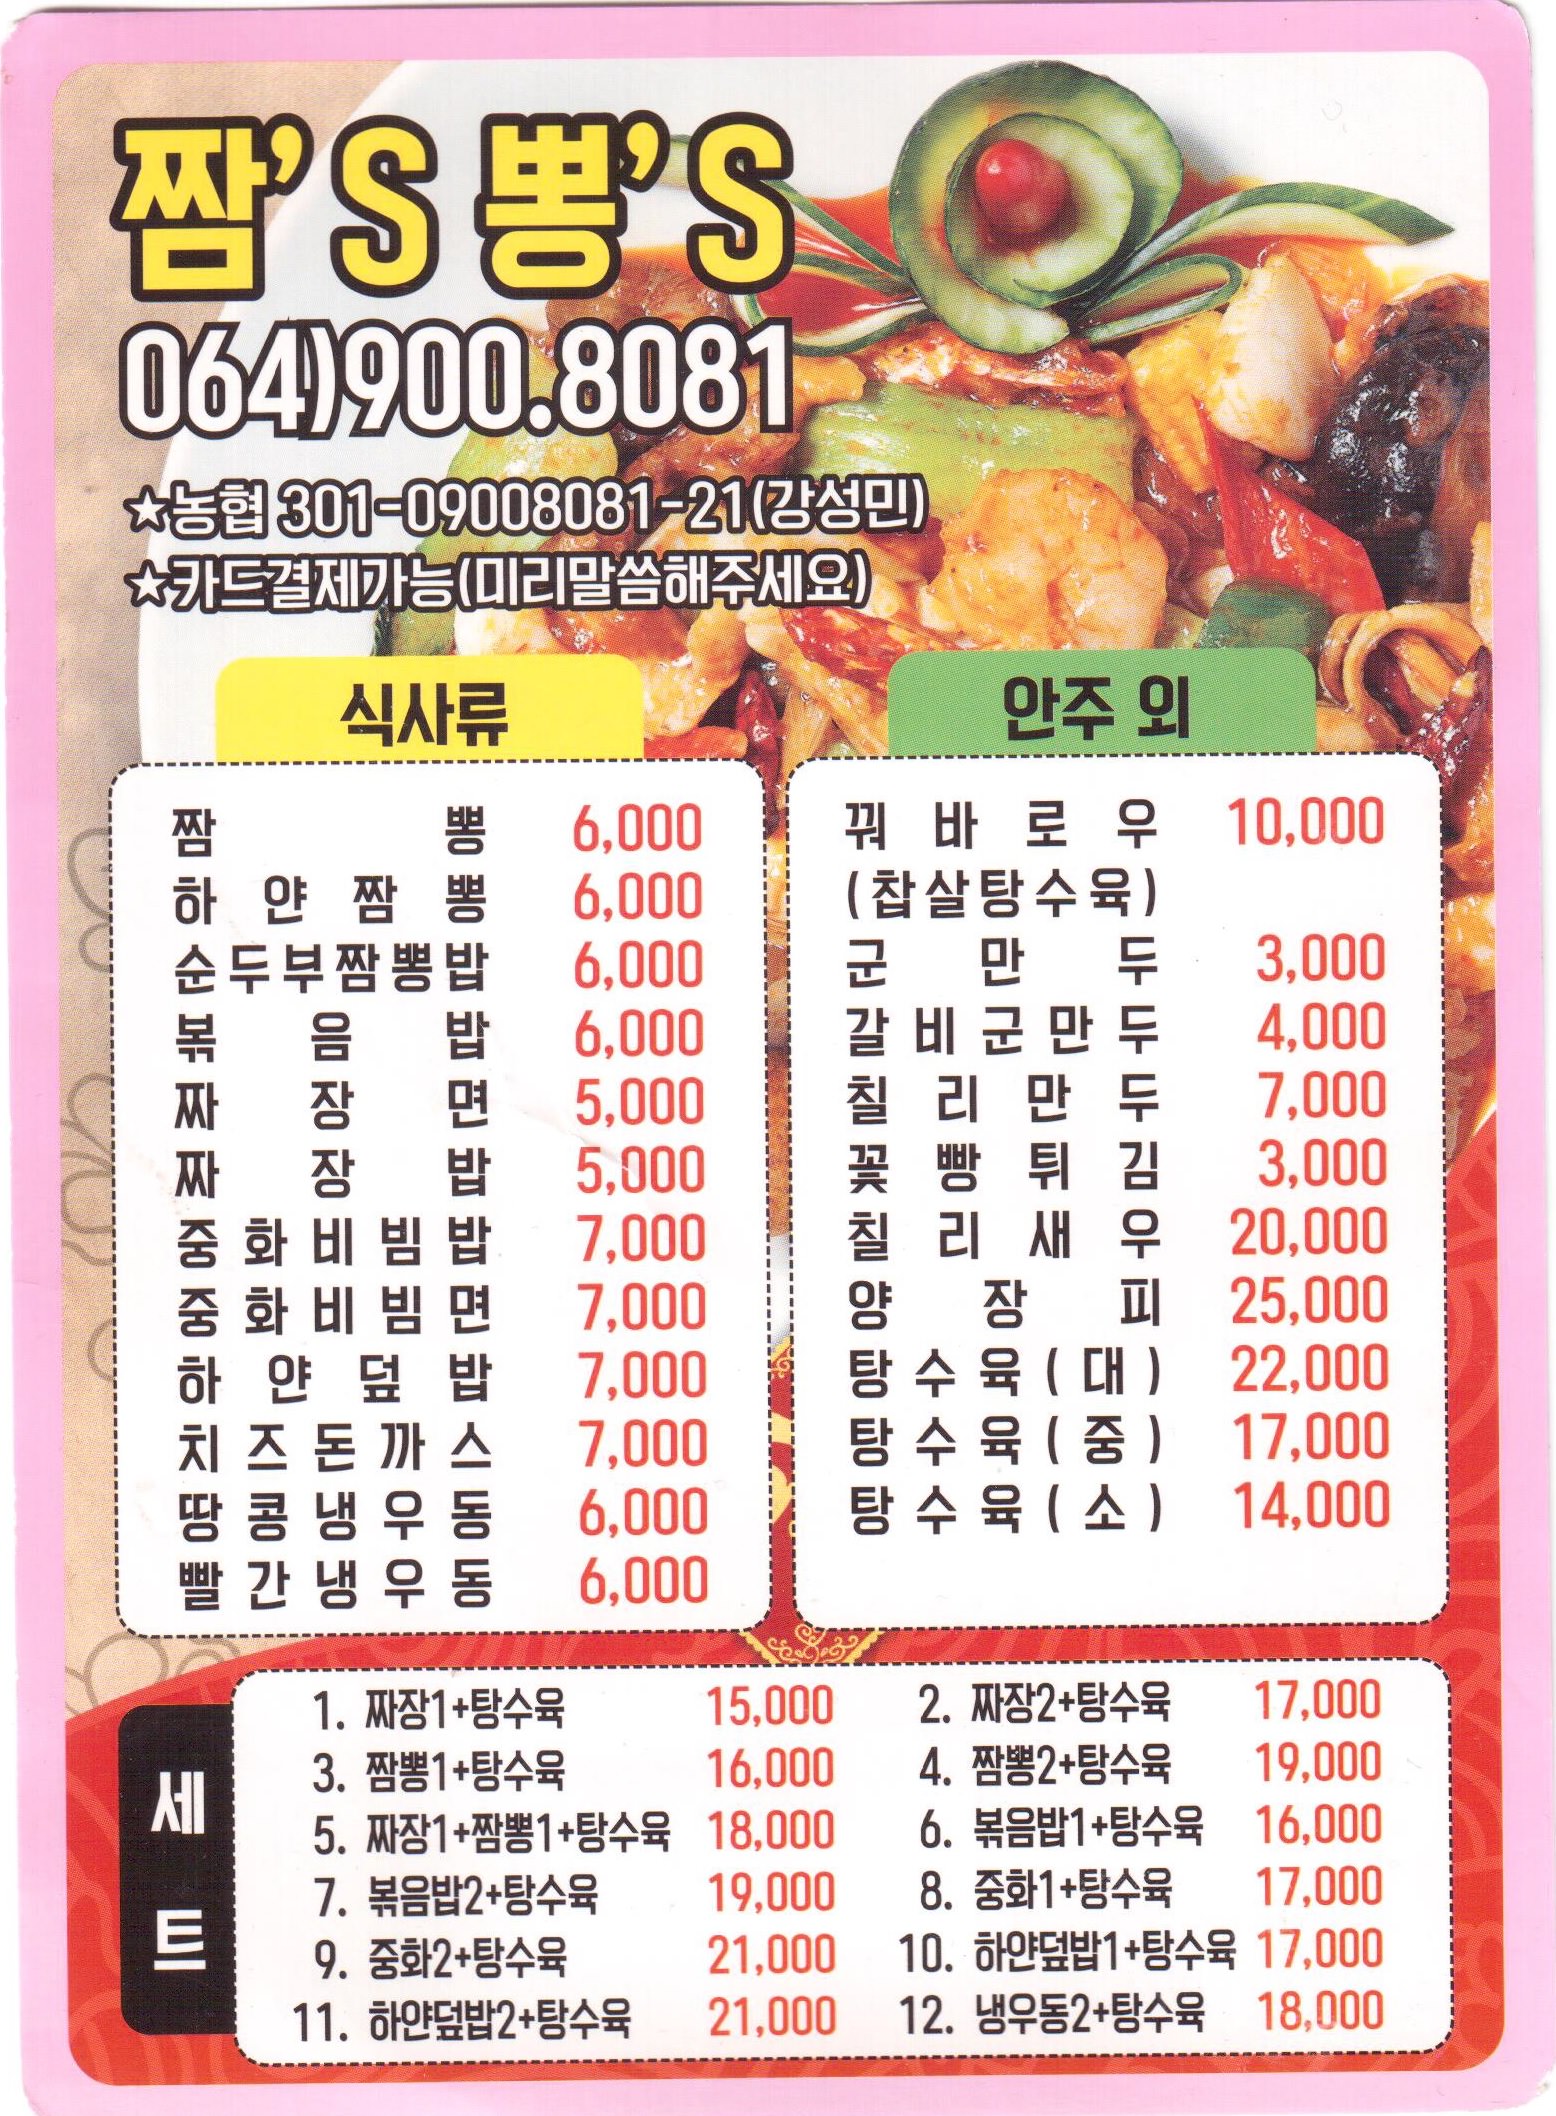 짬'S 뽕'S
064)900.8081
★농협 301-09008081-21(강성민)
★카드결제가능(미리말씀해주세요)
식사류
짬뽕 6,000
하얀짬뽕 6,000
순두부짬뽕밥 6,000
볶음밥 6,000
짜장면 5,000
짜장밥 5,000
중화비빔밥 7,000
중화비빔면 7,000
하얀덮밥 7,000
치즈돈까스 7,000
땅콩냉우동 6,000
빨간냉우동 6,000
안주 외
꿔바로우 10,000
(찹쌀탕수육)
군만두 3,000
갈비군만두 4,000
칠리만두 7,000
꽃빵튀김 3,000
칠리새우 20,000
양장피 25,000
탕수육(대) 22,000
탕수육(중) 17,000
탕수육(소) 14,000
세트
1. 짜장1+탕수육 15,000
2. 짜장2+탕수육 17,000
3. 짬뽕1+탕수육 16,000
4. 짬뽕2+탕수육 19,000
5. 짜장1+짬뽕1+탕수육 18,000
6. 볶음밥1+탕수육 16,000
7. 볶음밥2+탕수육 19,000
8. 중화1+탕수육 17,000
9. 중화2+탕수육 21,000
10. 하얀덮밥1+탕수육 17,000
11. 하얀덮밥2+탕수육 21,000
12. 냉우동2+탕수육 18,000